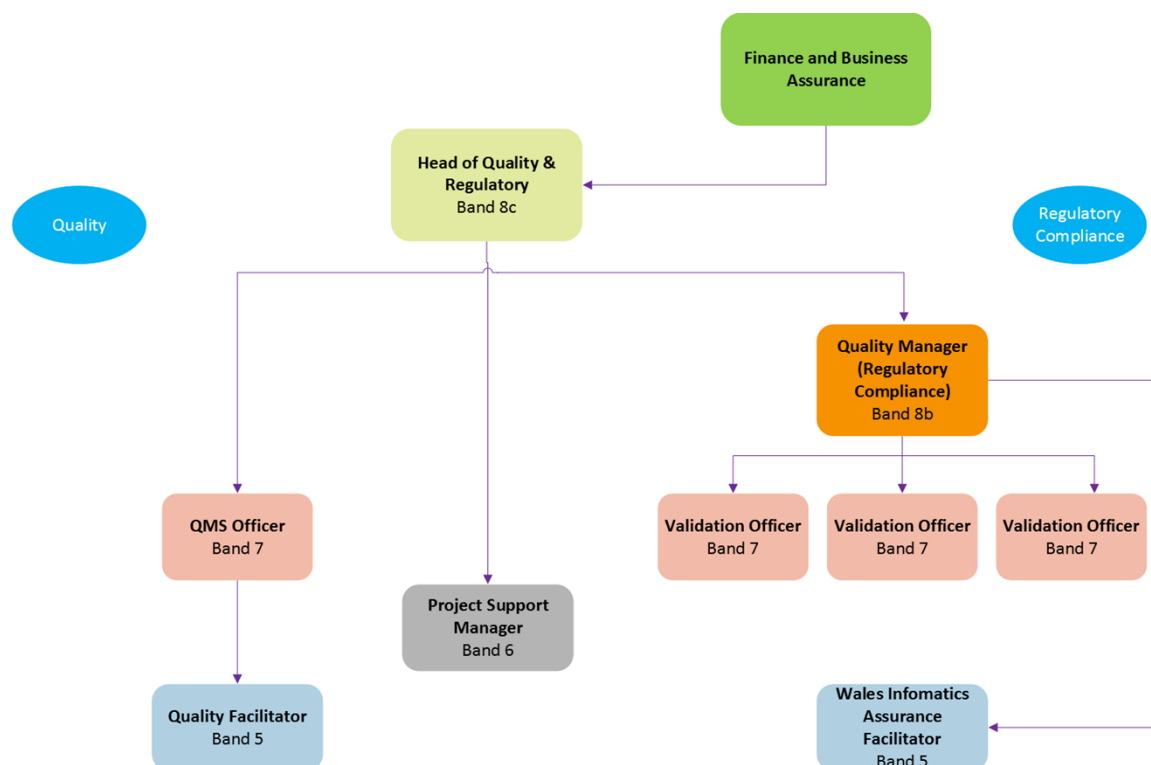 Finance and Business
Assurance
Head of Quality &
Regulatory
Band 8c
Quality
Regulatory
Compliance
Quality Manager
(Regulatory
Compliance)
Band 8b
QMS Officer
Band 7
Validation Officer
Band 7
Validation Officer
Band 7
Validation Officer
Band 7
Project Support
Manager
Band 6
Quality Facilitator
Band 5
Wales Infomatics
Assurance
Facilitator
Band 5